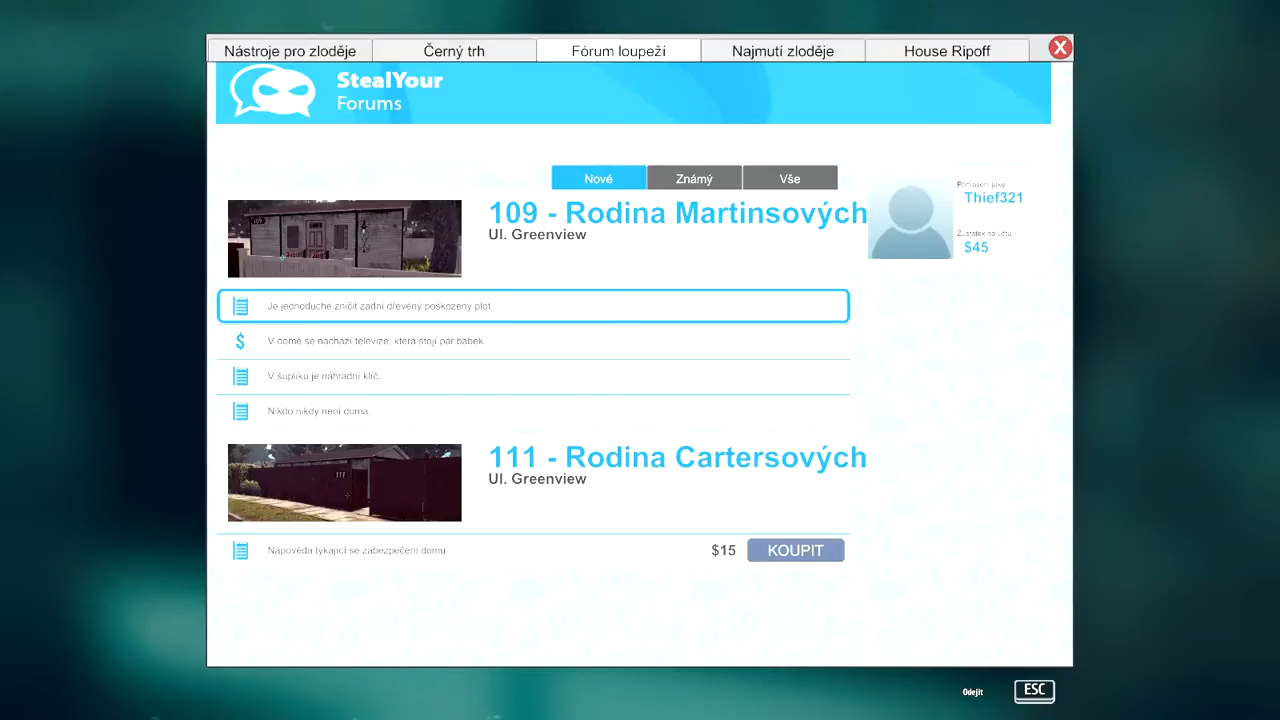 Nástroje pro zloděje
Černý trh
Fórum loupeží
Najmutí zloděje
House Ripoff
X
StealYour
Forums
Nové
Známý
Vše
109 - Rodina Martinsových
Ul. Greenview
Přihlášen jako
Thief321
Zůstatek na účtu
$45
109
Je jednoduché zničit zadní dřevěný poškozený plot.
$
V domě se nachází televize, která stojí pár babek.
V šuplíku je náhradní klíč.
Nikdo nikdy není doma.
111 - Rodina Cartersových
Ul. Greenview
111
Nápověda týkající se zabezpečení domu
$15
KOUPIT
Odejít
ESC